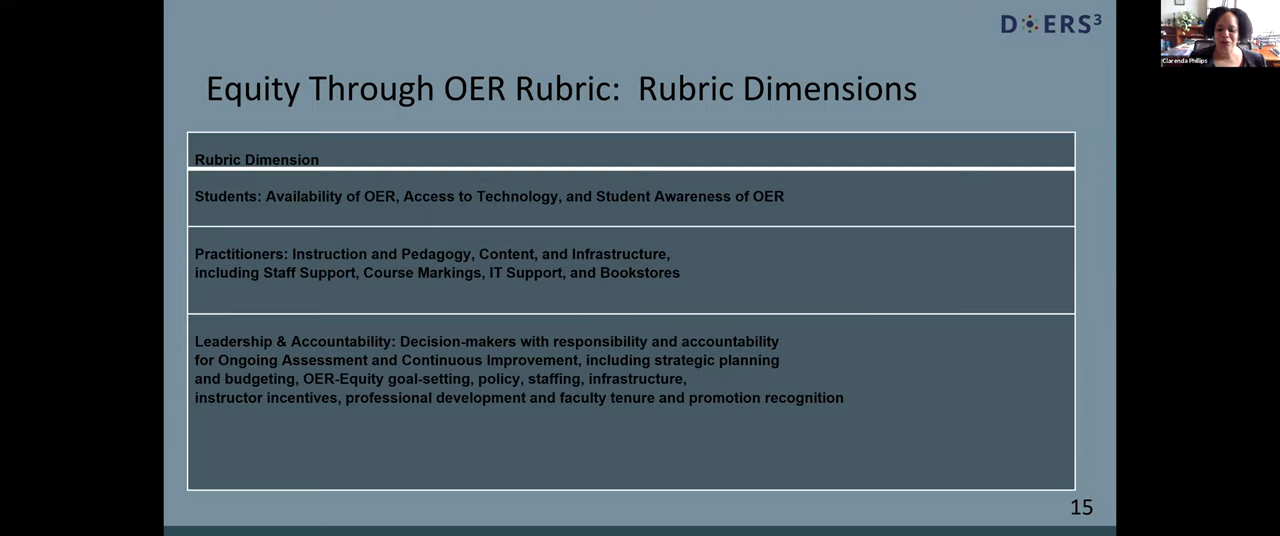 DOERS3
Clarenda Phillips
Equity Through OER Rubric: Rubric Dimensions
Rubric Dimension
Students: Availability of OER, Access to Technology, and Student Awareness of OER
Practitioners: Instruction and Pedagogy, Content, and Infrastructure,
including Staff Support, Course Markings, IT Support, and Bookstores
Leadership & Accountability: Decision-makers with responsibility and accountability
for Ongoing Assessment and Continuous Improvement, including strategic planning
and budgeting, OER-Equity goal-setting, policy, staffing, infrastructure,
instructor incentives, professional development and faculty tenure and promotion recognition
15